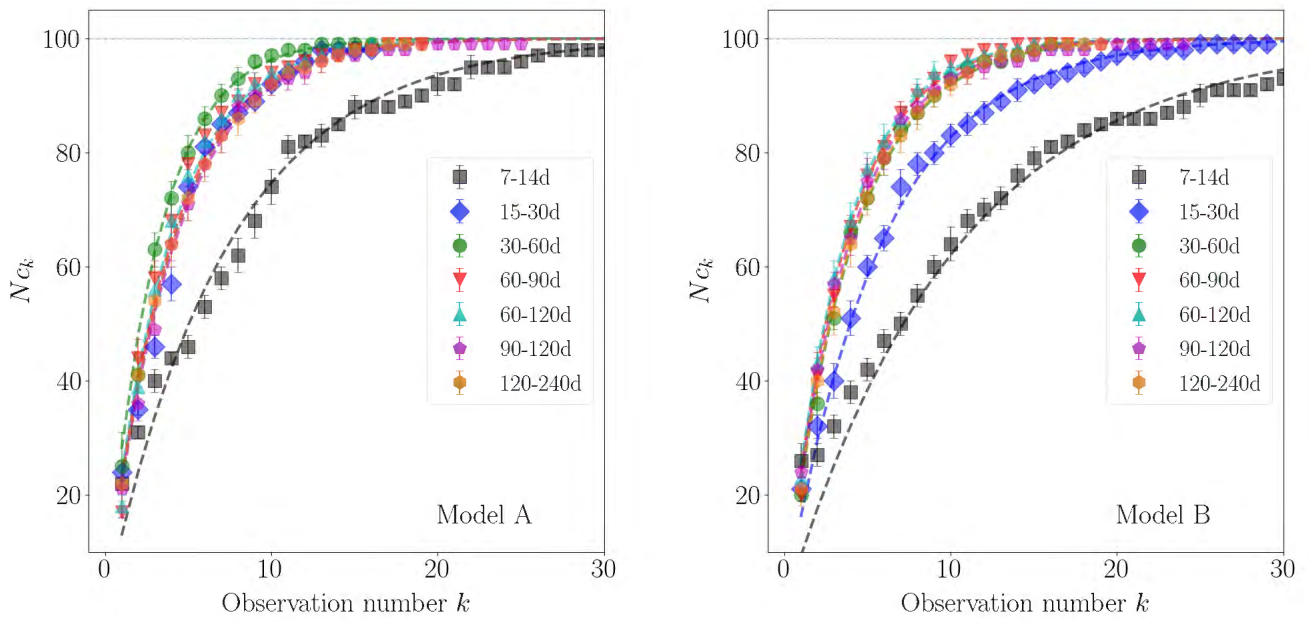 100
80
60
40
20
Nc_k
7-14d
15-30d
30-60d
60-90d
60-120d
90-120d
120-240d
Model A
0 10 20 30
Observation number k
100
80
60
40
20
Nc_k
7-14d
15-30d
30-60d
60-90d
60-120d
90-120d
120-240d
Model B
0 10 20 30
Observation number k